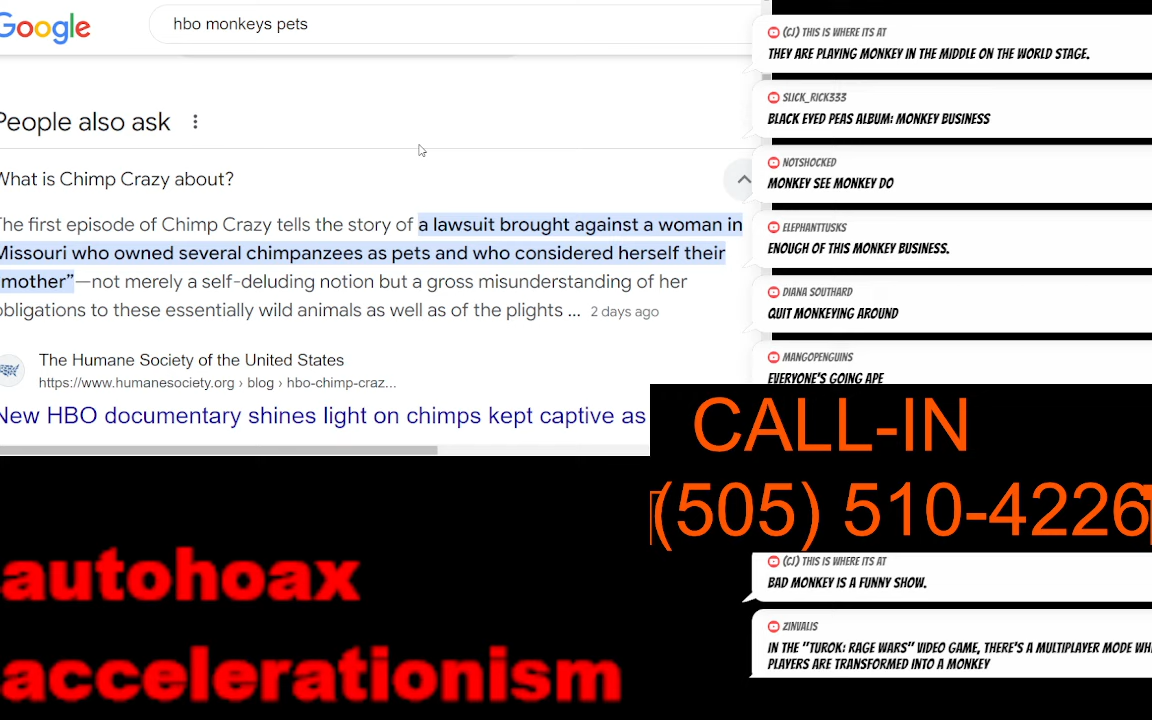 Google
hbo monkeys pets
People also ask
What is Chimp Crazy about?
The first episode of Chimp Crazy tells the story of a lawsuit brought against a woman in
Missouri who owned several chimpanzees as pets and who considered herself their
mother”—not merely a self-deluding notion but a gross misunderstanding of her
obligations to these essentially wild animals as well as of the plights ... 2 days ago
The Humane Society of the United States
https://www.humanesociety.org › blog › hbo-chimp-craz...
New HBO documentary shines light on chimps kept captive as
(CJ) THIS IS WHERE ITS AT
THEY ARE PLAYING MONKEY IN THE MIDDLE ON THE WORLD STAGE.
SLICK_RICK333
BLACK EYED PEAS ALBUM: MONKEY BUSINESS
NOTSHOCKED
MONKEY SEE MONKEY DO
ELEPHANTTUSKS
ENOUGH OF THIS MONKEY BUSINESS.
DIANA SOUTHARD
QUIT MONKEYING AROUND
MANGOPENGUINS
EVERYONE'S GOING APE
CALL-IN
(505) 510-4226
(CJ) THIS IS WHERE ITS AT
BAD MONKEY IS A FUNNY SHOW.
ZINVALIS
IN THE "TUROK: RAGE WARS" VIDEO GAME, THERE'S A MULTIPLAYER MODE WH
PLAYERS ARE TRANSFORMED INTO A MONKEY
autohoax
accelerationism